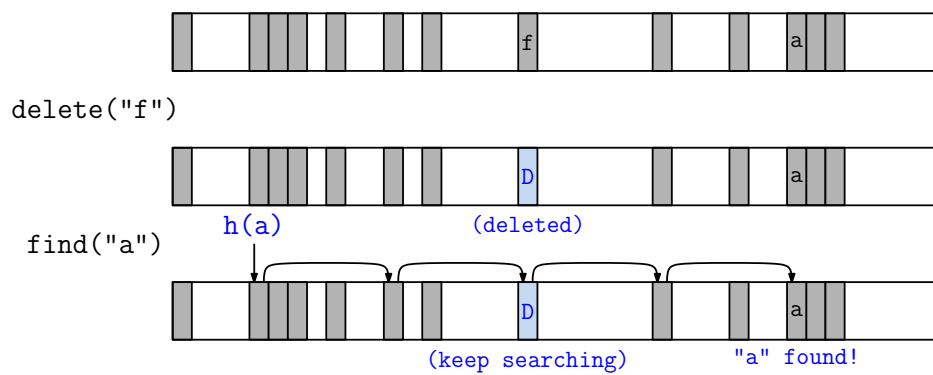 f a
delete("f")
D a
h(a) (deleted)
find("a")
D a
(keep searching) "a" found!